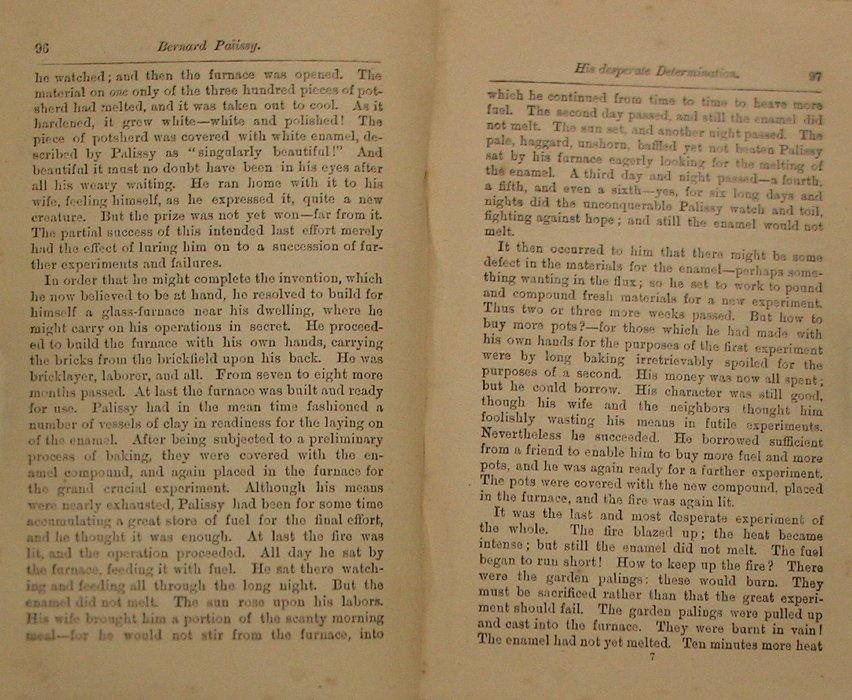 96
Bernard Palissy.
he watched; and then the furnace was opened. The
material on one only of the three hundred pieces of pot-
sherd had melted, and it was taken out to cool. As it
hardened, it grew white—white and polished! The
piece of potsherd was covered with white enamel, de-
scribed by Palissy as "singularly beautiful!" And
beautiful it must no doubt have been in his eyes after
all his weary waiting. He ran home with it to his
wife, feeling himself, as he expressed it, quite a new
creature. But the prize was not yet won—far from it.
The partial success of this intended last effort merely
had the effect of luring him on to a succession of fur-
ther experiments and failures.
In order that he might complete the invention, which
he now believed to be at hand, he resolved to build for
himself a glass-furnace near his dwelling, where he
might carry on his operations in secret. He proceed-
ed to build the furnace with his own hands, carrying
the bricks from the brickfield upon his back. He was
bricklayer, laborer, and all. From seven to eight more
months passed. At last the furnace was built and ready
for use. Palissy had in the mean time fashioned a
number of vessels of clay in readiness for the laying on
of the enamel. After being subjected to a preliminary
process of baking, they were covered with the en-
amel compound, and again placed in the furnace for
the grand crucial experiment. Although his means
were nearly exhausted, Palissy had been for some time
accumulating a great store of fuel for the final effort,
and he thought it was enough. At last the fire was
lit, and the operation proceeded. All day he sat by
the furnace, feeding it with fuel. He sat there watch-
ing and feeding all through the long night. But the
enamel did not melt. The sun rose upon his labors.
His wife brought him a portion of the scanty morning
meal—for he would not stir from the furnace, into
His desperate Determination.
97
which he continued from time to time to heave more
fuel. The second day passed, and still the enamel did
not melt. The sun set, and another night passed. The
pale, haggard, unshorn, baffled yet not beaten Palissy
sat by his furnace eagerly looking for the melting of
the enamel. A third day and night passed—a fourth,
a fifth, and even a sixth—yes, for six long days and
nights did the unconquerable Palissy watch and toil,
fighting against hope; and still the enamel would not
melt.
It then occurred to him that there might be some
defect in the materials for the enamel—perhaps some-
thing wanting in the flux; so he set to work to pound
and compound fresh materials for a new experiment.
Thus two or three more weeks passed. But how to
buy more pots?—for those which he had made with
his own hands for the purposes of the first experiment
were by long baking irretrievably spoiled for the
purposes of a second. His money was now all spent;
but he could borrow. His character was still good,
though his wife and the neighbors thought him
foolishly wasting his means in futile experiments.
Nevertheless he succeeded. He borrowed sufficient
from a friend to enable him to buy more fuel and more
pots, and he was again ready for a further experiment.
The pots were covered with the new compound, placed
in the furnace, and the fire was again lit.
It was the last and most desperate experiment of
the whole. The fire blazed up; the heat became
intense; but still the enamel did not melt. The fuel
began to run short! How to keep up the fire? There
were the garden palings: these would burn. They
must be sacrificed rather than that the great experi-
ment should fail. The garden palings were pulled up
and cast into the furnace. They were burnt in vain!
The enamel had not yet melted. Ten minutes more heat
7